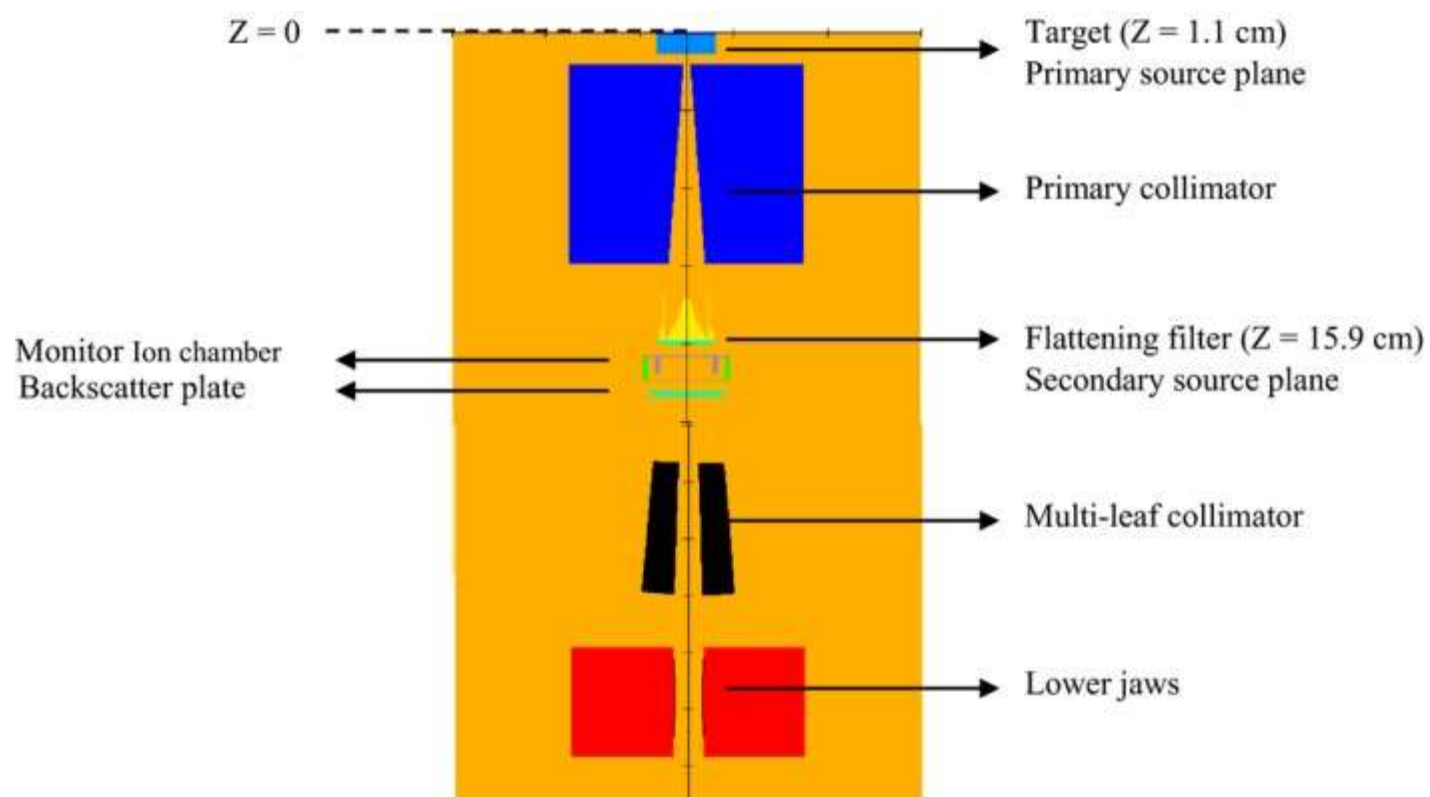 Z = 0
Target (Z = 1.1 cm)
Primary source plane
Primary collimator
Flattening filter (Z = 15.9 cm)
Secondary source plane
Monitor Ion chamber
Backscatter plate
Multi-leaf collimator
Lower jaws